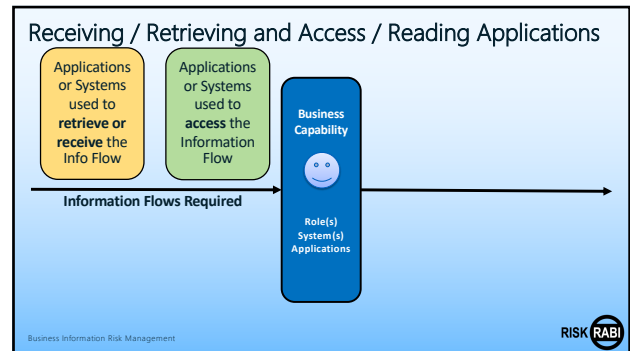 Receiving / Retrieving and Access / Reading Applications
Applications
or Systems
used to
retrieve or
receive the
Info Flow
Applications
or Systems
used to
access the
Information
Flow
Business
Capability
Information Flows Required
Role(s)
System(s)
Applications
Business Information Risk Management
RISK RABI